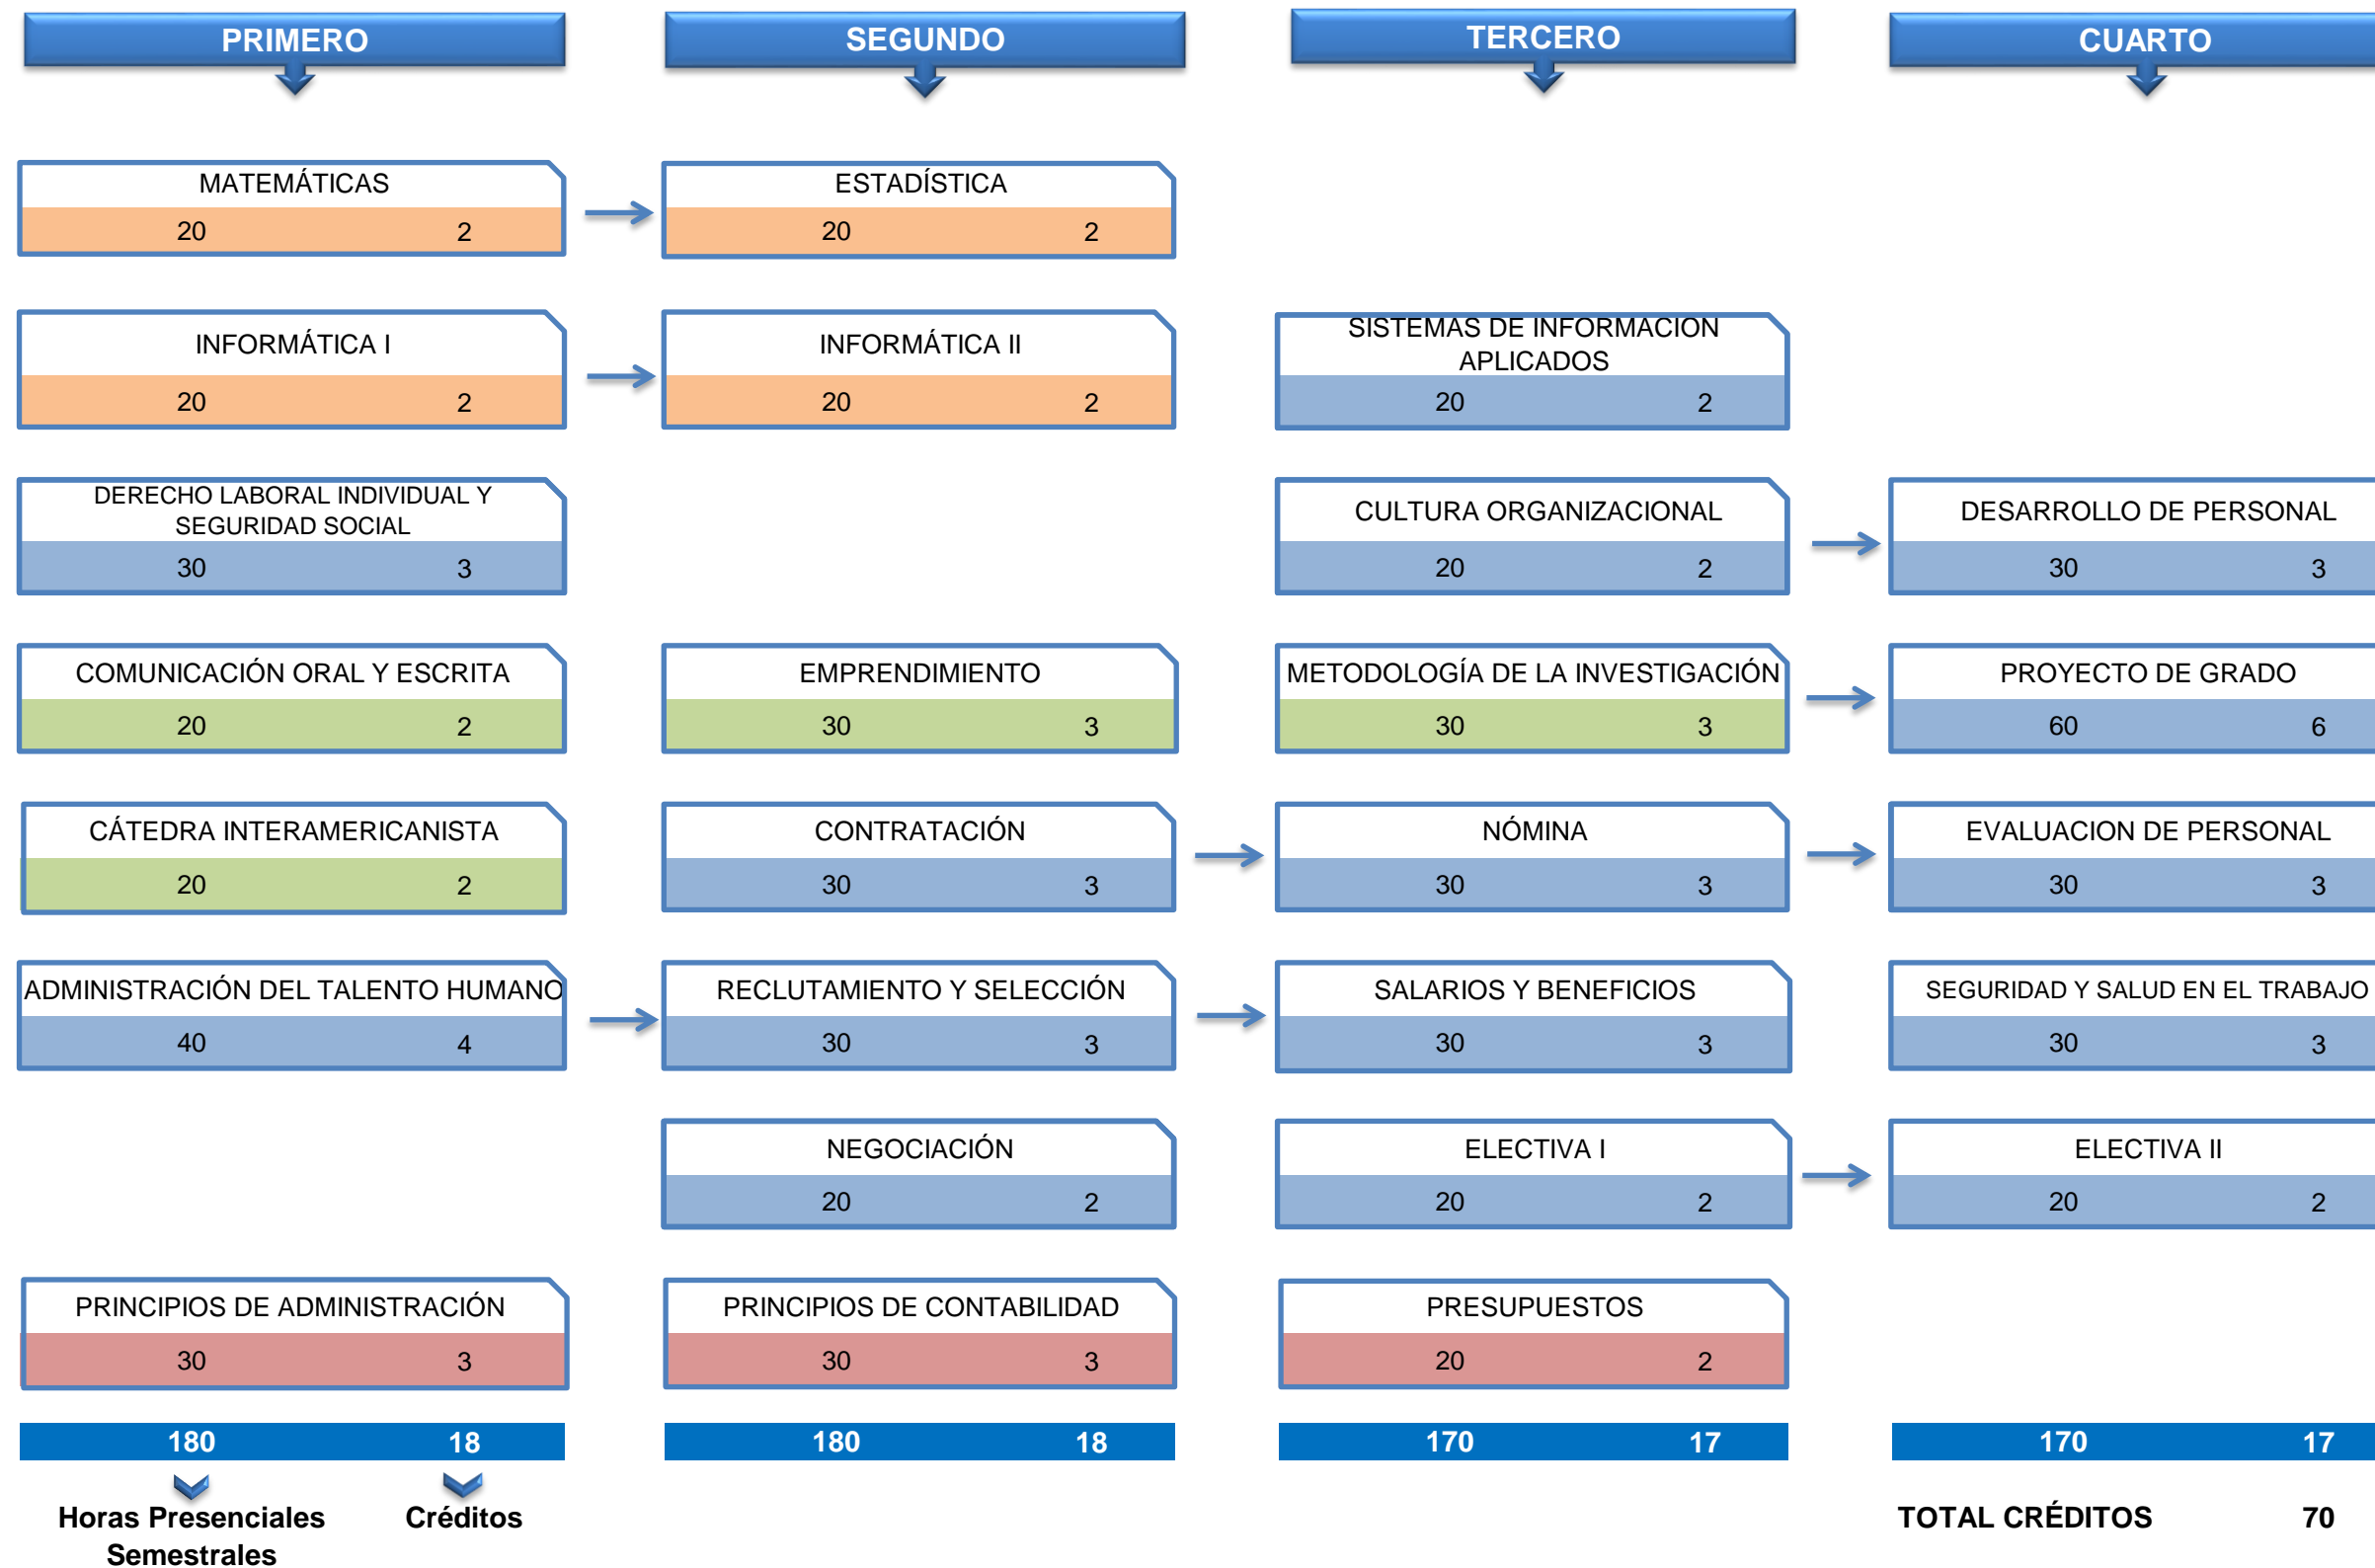 PRIMERO
SEGUNDO
TERCERO
CUARTO
MATEMÁTICAS
20 2
ESTADÍSTICA
20 2
INFORMÁTICA I
20 2
INFORMÁTICA II
20 2
SISTEMAS DE INFORMACIÓN
APLICADOS
20 2
DERECHO LABORAL INDIVIDUAL Y
SEGURIDAD SOCIAL
30 3
CULTURA ORGANIZACIONAL
20 2
DESARROLLO DE PERSONAL
30 3
COMUNICACIÓN ORAL Y ESCRITA
20 2
EMPRENDIMIENTO
30 3
METODOLOGÍA DE LA INVESTIGACIÓN
30 3
PROYECTO DE GRADO
60 6
CÁTEDRA INTERAMERICANISTA
20 2
CONTRATACIÓN
30 3
NÓMINA
30 3
EVALUACION DE PERSONAL
30 3
ADMINISTRACIÓN DEL TALENTO HUMANO
40 4
RECLUTAMIENTO Y SELECCIÓN
30 3
SALARIOS Y BENEFICIOS
30 3
SEGURIDAD Y SALUD EN EL TRABAJO
30 3
NEGOCIACIÓN
20 2
ELECTIVA I
20 2
ELECTIVA II
20 2
PRINCIPIOS DE ADMINISTRACIÓN
30 3
PRINCIPIOS DE CONTABILIDAD
30 3
PRESUPUESTOS
20 2
180 18
180 18
170 17
170 17
Horas Presenciales
Semestrales
Créditos
TOTAL CRÉDITOS 70